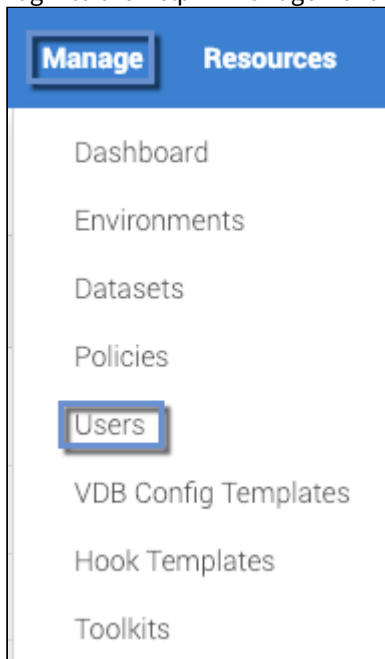 Manage Resources
Dashboard
Environments
Datasets
Policies
Users
VDB Config Templates
Hook Templates
Toolkits